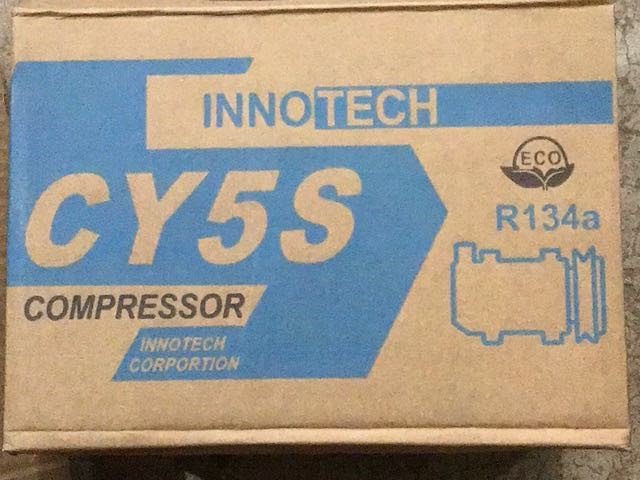 INNOTECH
ECO
CY5S
R134a
COMPRESSOR
INNOTECH
CORPORTION